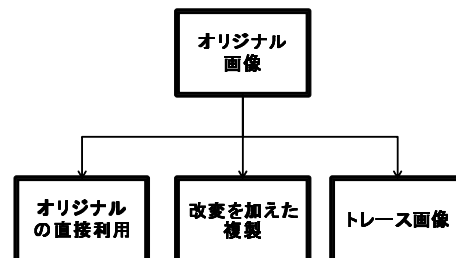 オリジナル
画像
オリジナル
の直接利用
改変を加えた
複製
トレース画像